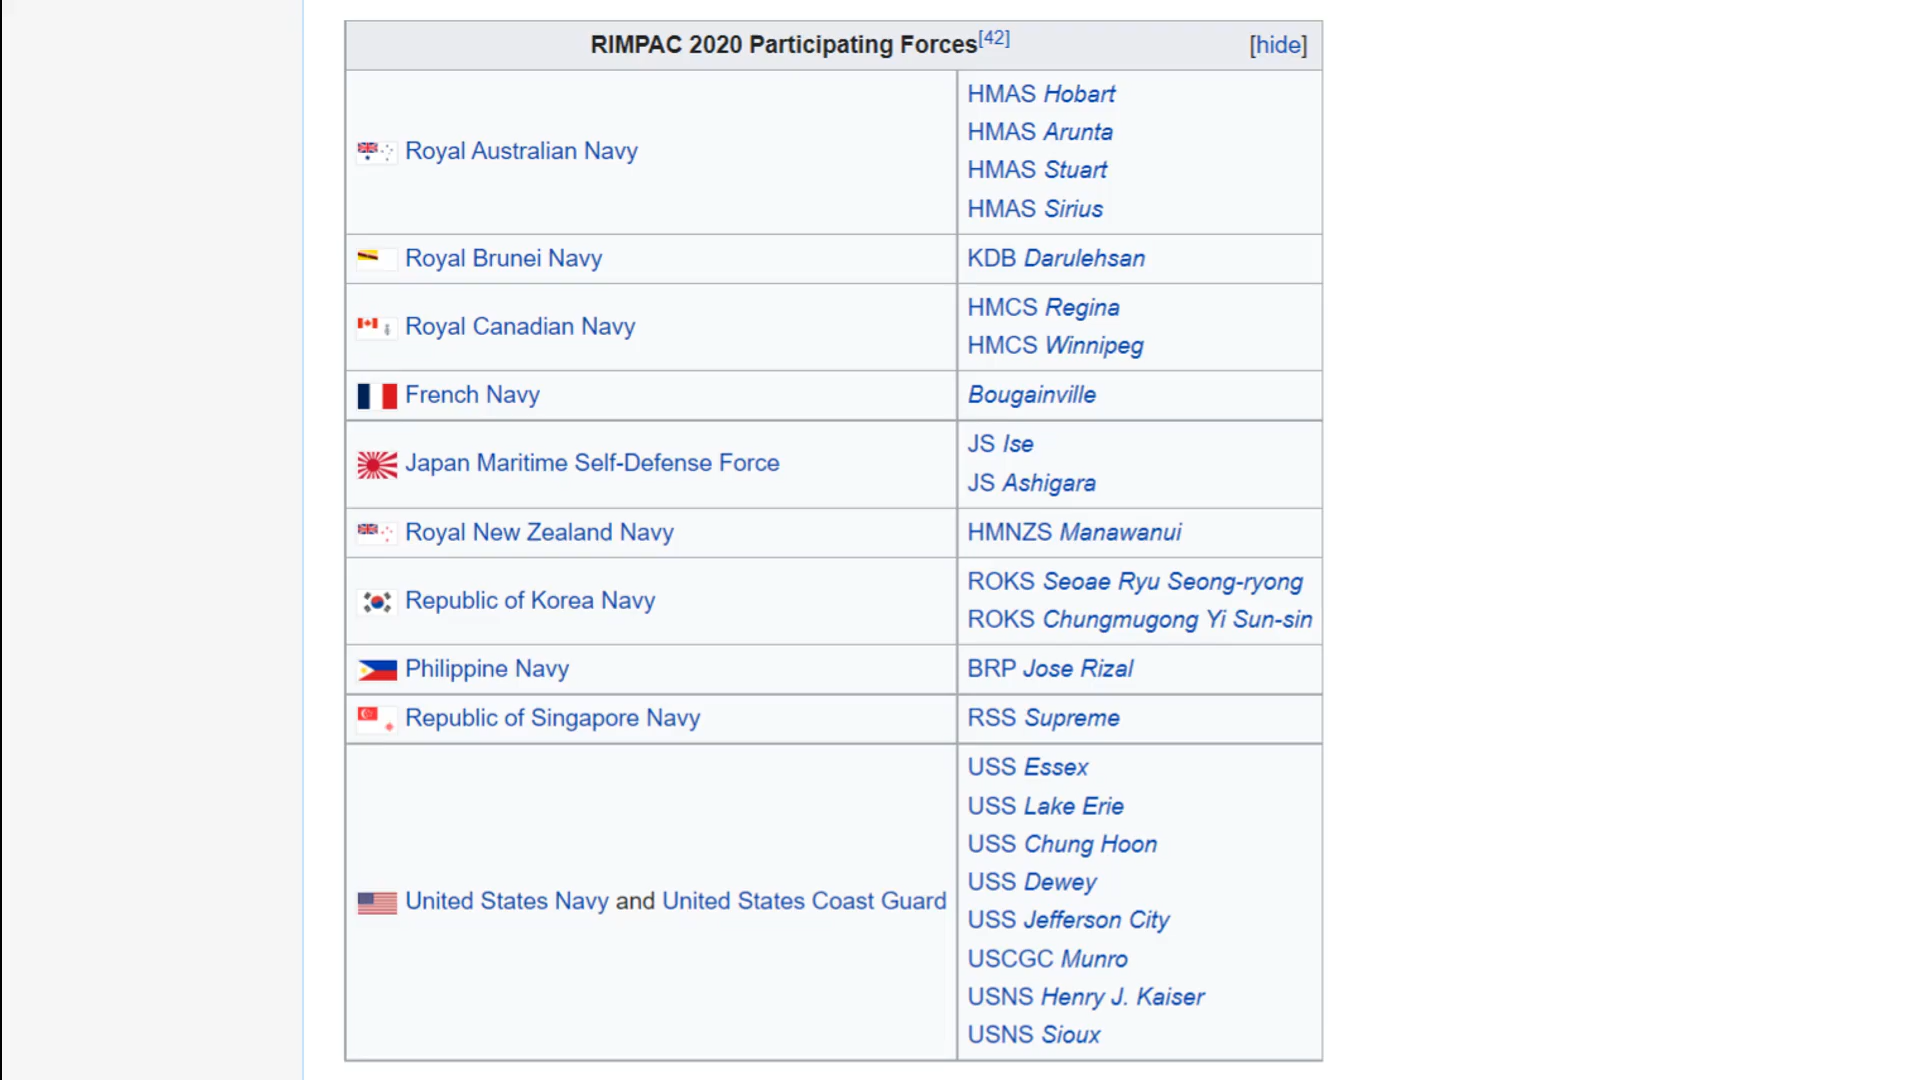 RIMPAC 2020 Participating Forces[42] [hide]
Royal Australian Navy
HMAS Hobart
HMAS Arunta
HMAS Stuart
HMAS Sirius
Royal Brunei Navy
KDB Darulehsan
Royal Canadian Navy
HMCS Regina
HMCS Winnipeg
French Navy
Bougainville
Japan Maritime Self-Defense Force
JS Ise
JS Ashigara
Royal New Zealand Navy
HMNZS Manawanui
Republic of Korea Navy
ROKS Seoae Ryu Seong-ryong
ROKS Chungmugong Yi Sun-sin
Philippine Navy
BRP Jose Rizal
Republic of Singapore Navy
RSS Supreme
United States Navy and United States Coast Guard
USS Essex
USS Lake Erie
USS Chung Hoon
USS Dewey
USS Jefferson City
USCGC Munro
USNS Henry J. Kaiser
USNS Sioux